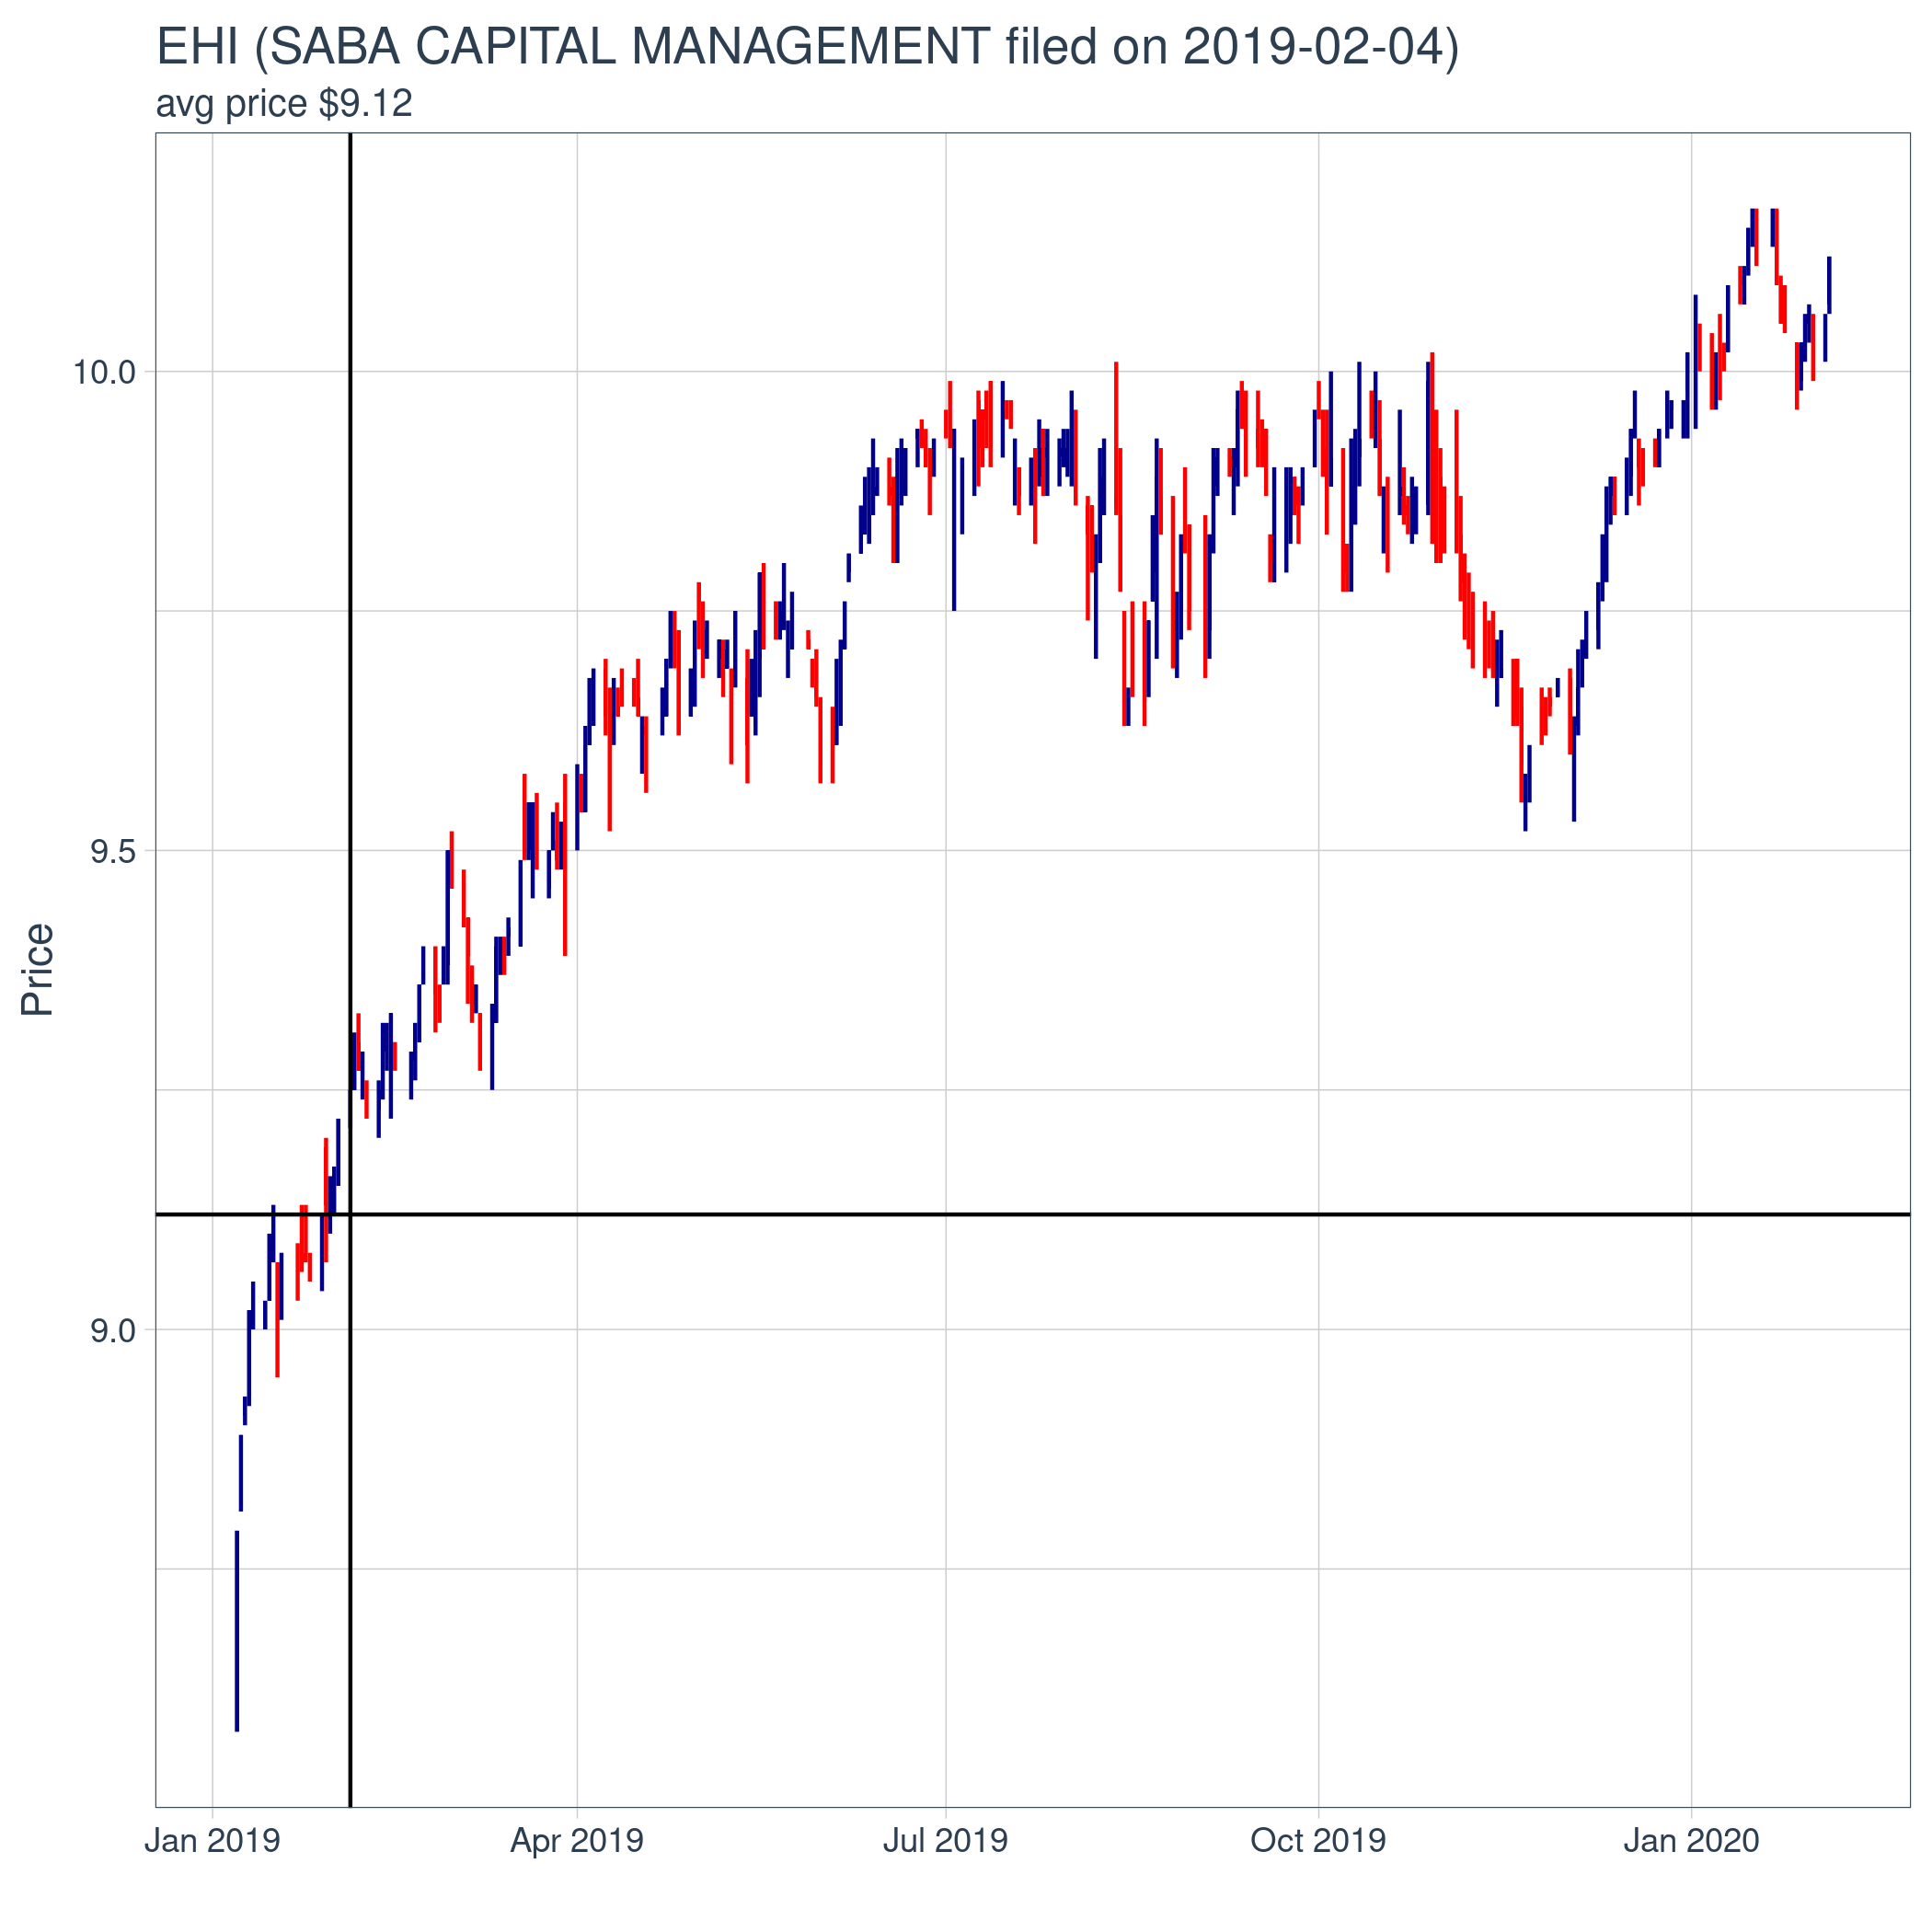 EHI (SABA CAPITAL MANAGEMENT filed on 2019-02-04)
avg price $9.12
10.0
9.5
9.0
Price
Jan 2019 Apr 2019 Jul 2019 Oct 2019 Jan 2020